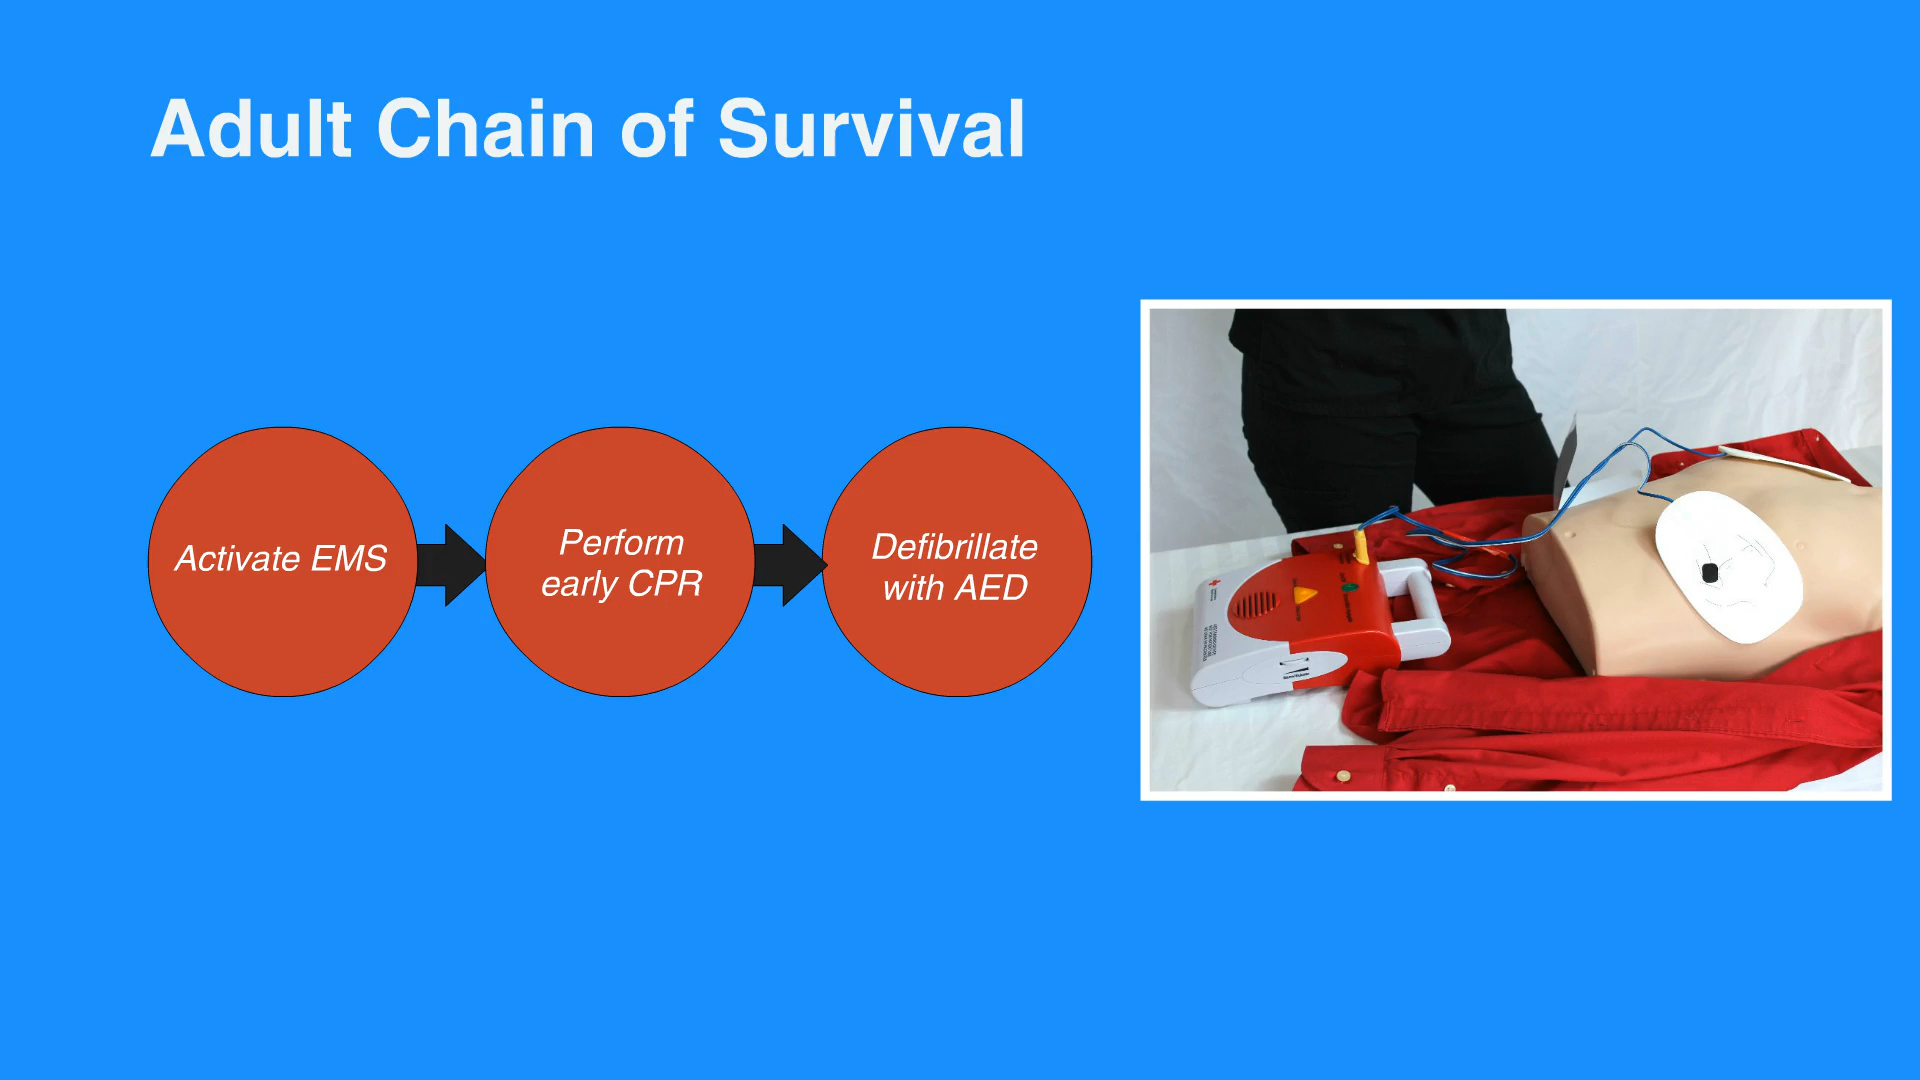 Adult Chain of Survival
Activate EMS
Perform
early CPR
Defibrillate
with AED